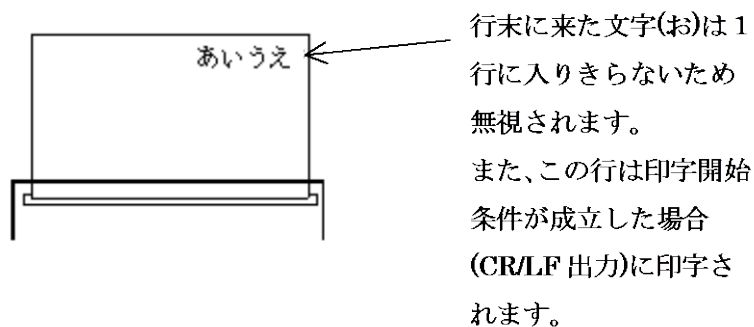 あいうえ
行末に来た文字(お)は１
行に入りきらないため
無視されます。
また、この行は印字開始
条件が成立した場合
(CR/LF 出力)に印字さ
れます。